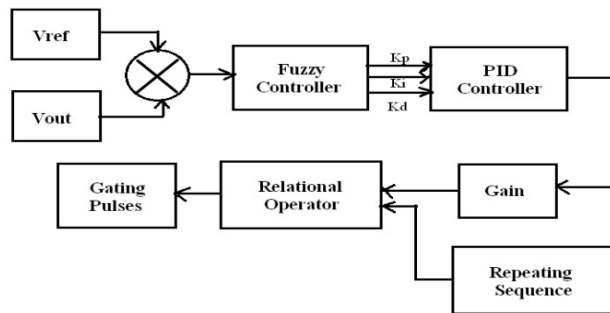 Vref
Vout
Fuzzy
Controller
Kp
Ki
Kd
PID
Controller
Gating
Pulses
Relational
Operator
Gain
Repeating
Sequence